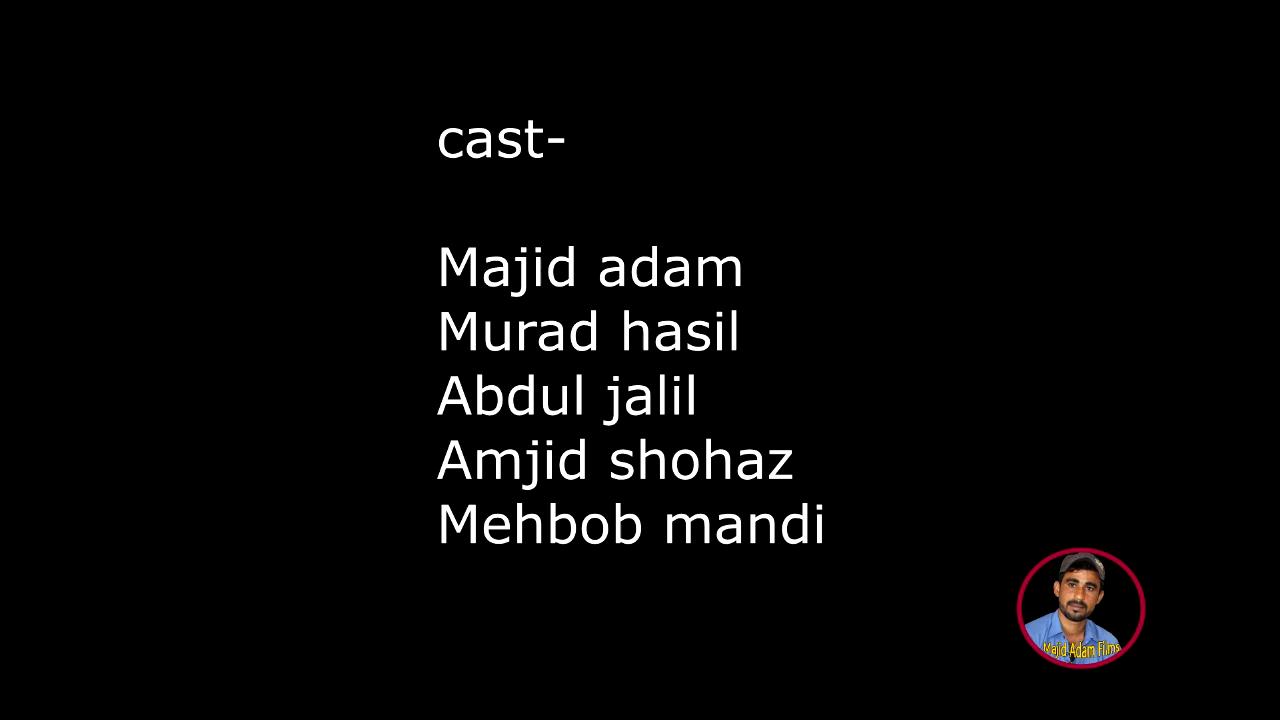 cast-
Majid adam
Murad hasil
Abdul jalil
Amjid shohaz
Mehbob mandi
Majid Adam Films